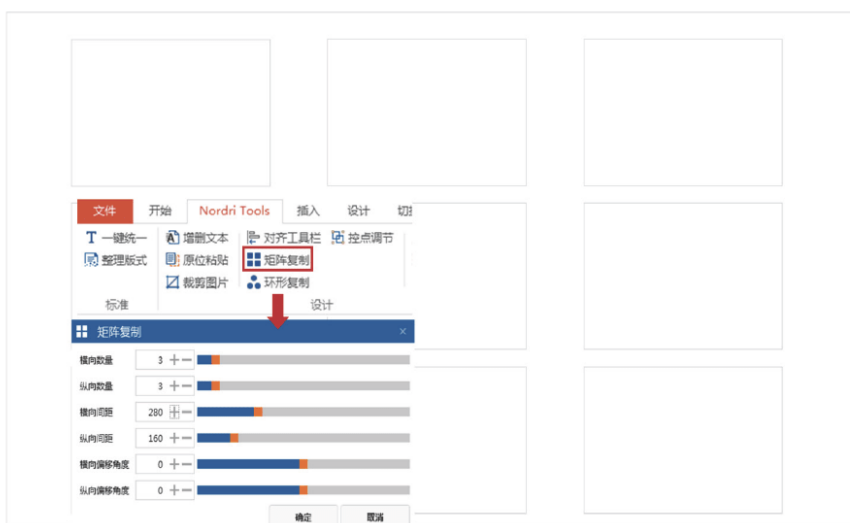 文件 开始 Nordri Tools 插入 设计
一键统一 增删文本 对齐工具栏 控点调节
整理版式 原位粘贴 矩阵复制
裁剪图片 环形复制
标准 设计
矩阵复制 ×
横向数量 3
纵向数量 3
横向间距 280
纵向间距 160
横向偏移角度 0
纵向偏移角度 0
确定 取消